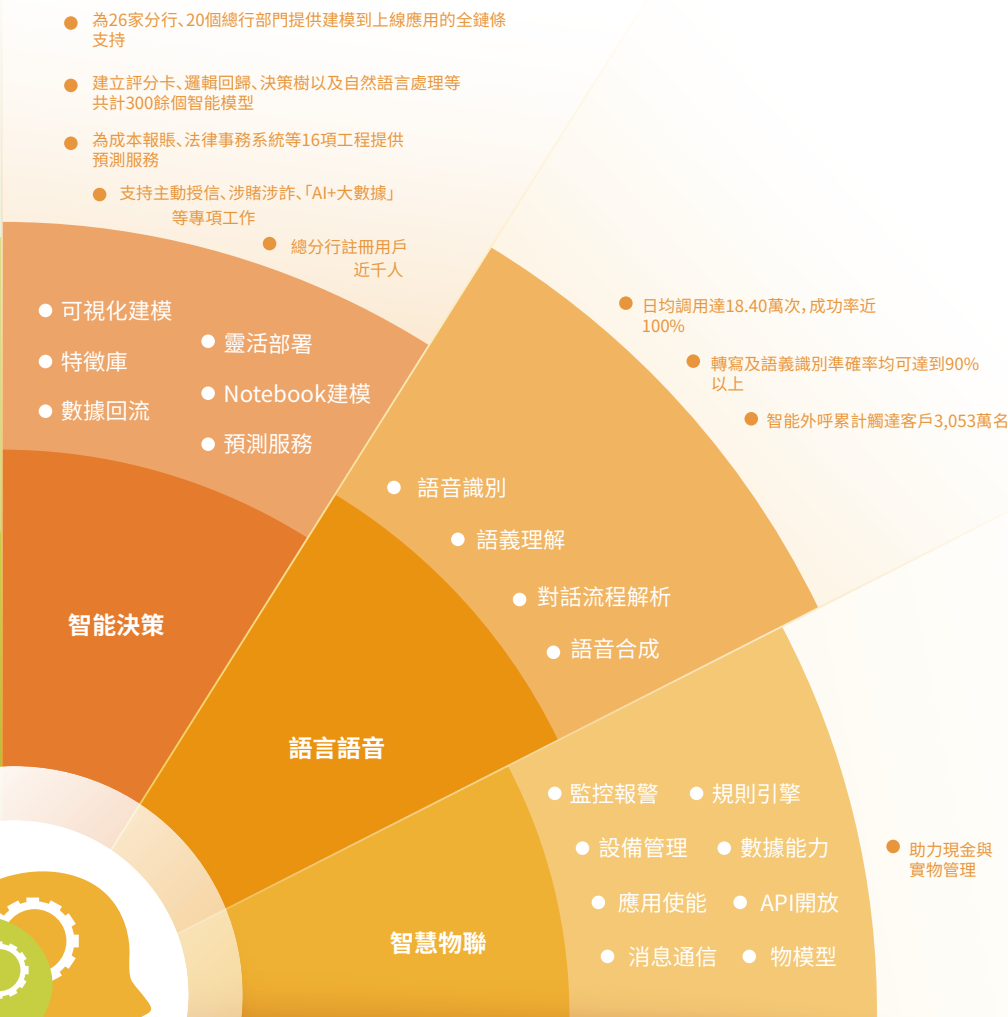 為26家分行、20個總行部門提供建模到上線應用的全鏈條
支持
建立評分卡、邏輯回歸、決策樹以及自然語言處理等
共計300餘個智能模型
為成本報賬、法律事務系統等16項工程提供
預測服務
支持主動授信、涉賭涉詐、「AI+大數據」
等專項工作
總分行註冊用戶
近千人
可視化建模
特徵庫
數據回流
靈活部署
Notebook建模
預測服務
智能決策
日均調用達18.40萬次，成功率近
100%
轉寫及語義識別準確率均可達到90%
以上
智能外呼累計觸達客戶3,053萬名
語音識別
語義理解
對話流程解析
語音合成
語言語音
監控報警
規則引擎
設備管理
數據能力
應用使能
API開放
消息通信
物模型
智慧物聯
助力現金與
實物管理